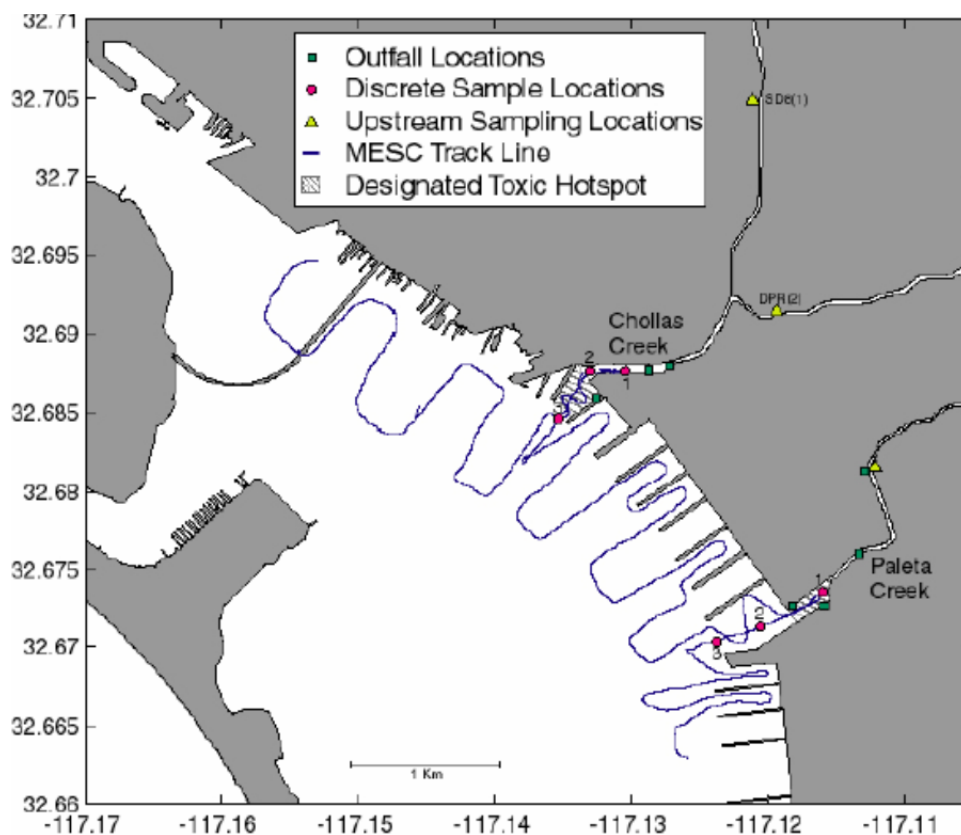 32.71
32.705
32.7
32.695
32.69
32.685
32.68
32.675
32.67
32.665
32.66
Outfall Locations
Discrete Sample Locations
Upstream Sampling Locations
MESC Track Line
Designated Toxic Hotspot
SD8(1)
DPR(2)
Chollas
Creek
2
1
3
Paleta
Creek
1
2
3
1 Km
-117.17
-117.16
-117.15
-117.14
-117.13
-117.12
-117.11